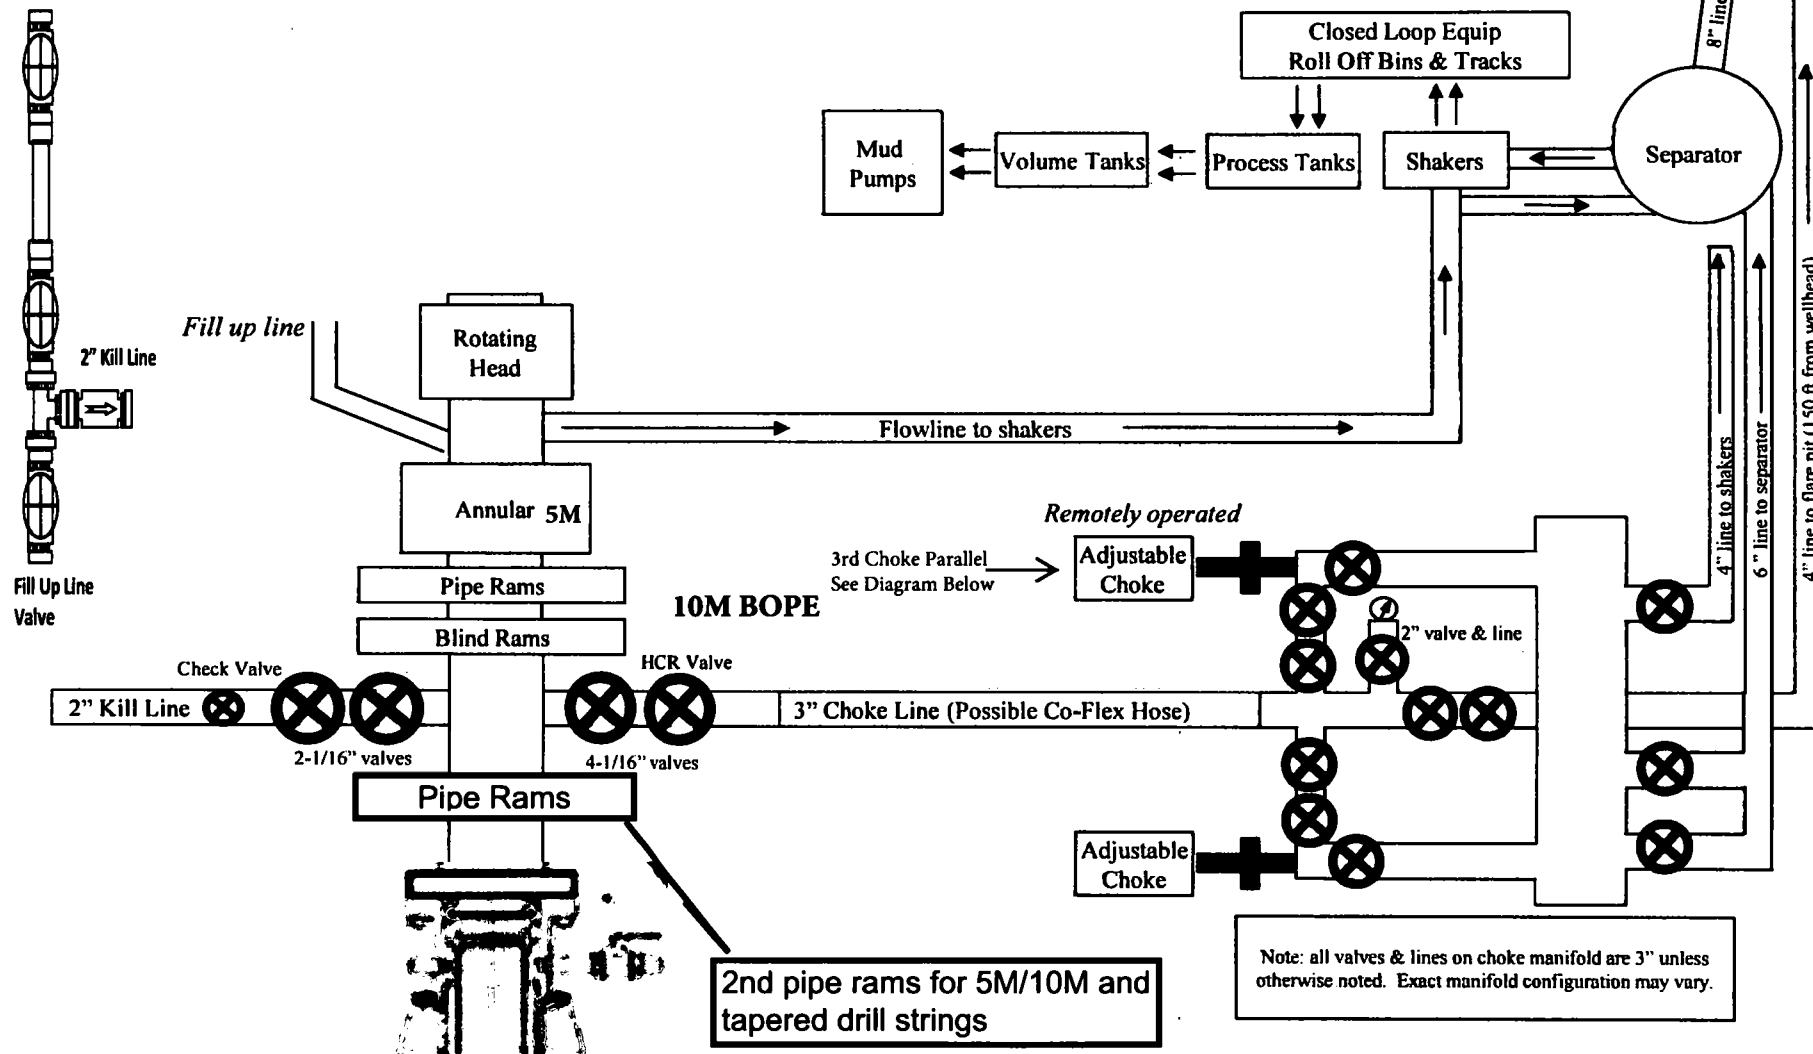 Closed Loop Equip
Roll Off Bins & Tracks
8" line
Mud
Pumps
Volume Tanks
Process Tanks
Shakers
Separator
2" Kill Line
Fill up line
Rotating
Head
Flowline to shakers
Annular 5M
Fill Up Line
Valve
Pipe Rams
Blind Rams
10M BOPE
Remotely operated
3rd Choke Parallel
See Diagram Below
Adjustable
Choke
2" valve & line
4" line to shakers
6" line to separator
4" line to flare pit (150 ft from wellhead)
Check Valve
HCR Valve
2" Kill Line
3" Choke Line (Possible Co-Flex Hose)
2-1/16" valves
4-1/16" valves
Pipe Rams
Adjustable
Choke
2nd pipe rams for 5M/10M and
tapered drill strings
Note: all valves & lines on choke manifold are 3" unless
otherwise noted. Exact manifold configuration may vary.